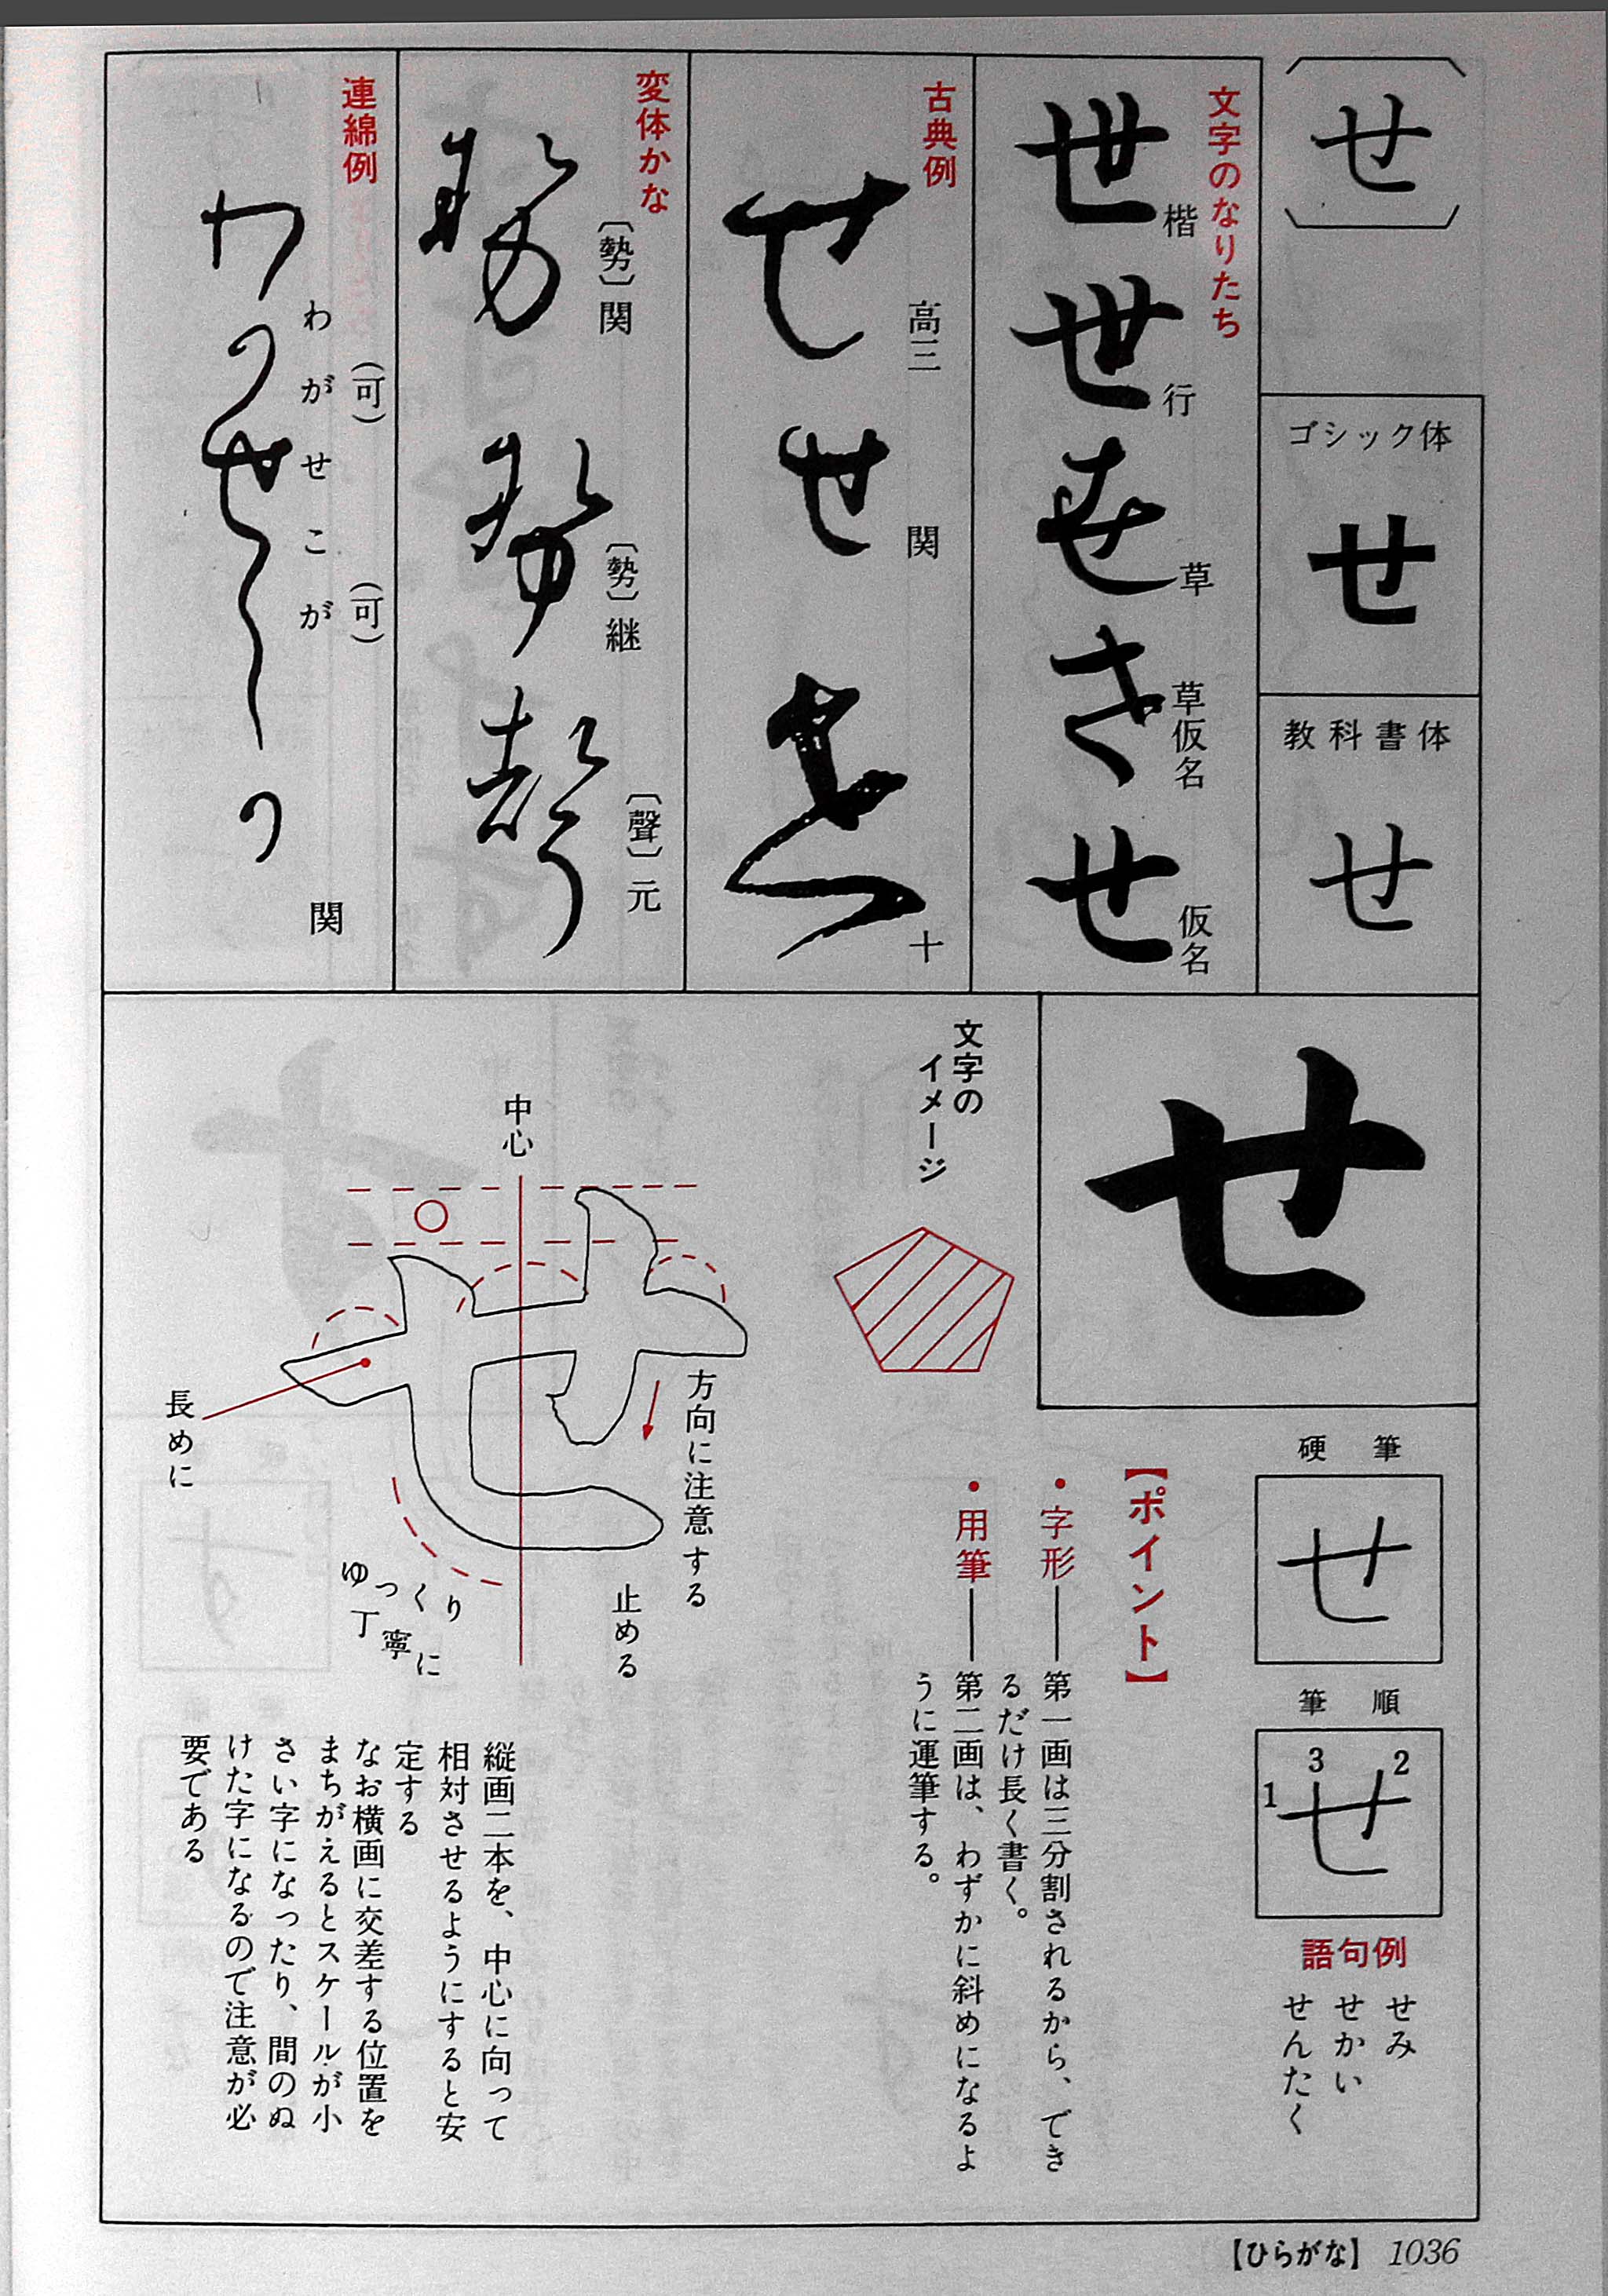 せ
ゴシック体
せ
教科書体
せ
文字のなりたち
世 楷
世 行
せ 草
せ 草仮名
せ 仮名
古典例
せ 高三
せ 関
せ 十
変体かな
〔勢〕関
〔勢〕継
〔聲〕元
連綿例
わがせこが
(可)
(可)
関
せ
文字の
イメージ
中心
長めに
方向に注意する
止める
ゆっくり
丁寧に
硬筆
せ
筆順
せ
1
3
2
語句例
せみ
せかい
せんたく
【ポイント】
・字形──第一画は三分割されるから、でき
るだけ長く書く。
・用筆──第二画は、わずかに斜めになるよ
うに運筆する。
縦画二本を、中心に向って
相対させるようにすると安
定する
なお横画に交差する位置を
まちがえるとスケールが小
さい字になったり、間のぬ
けた字になるので注意が必
要である
【ひらがな】 1036